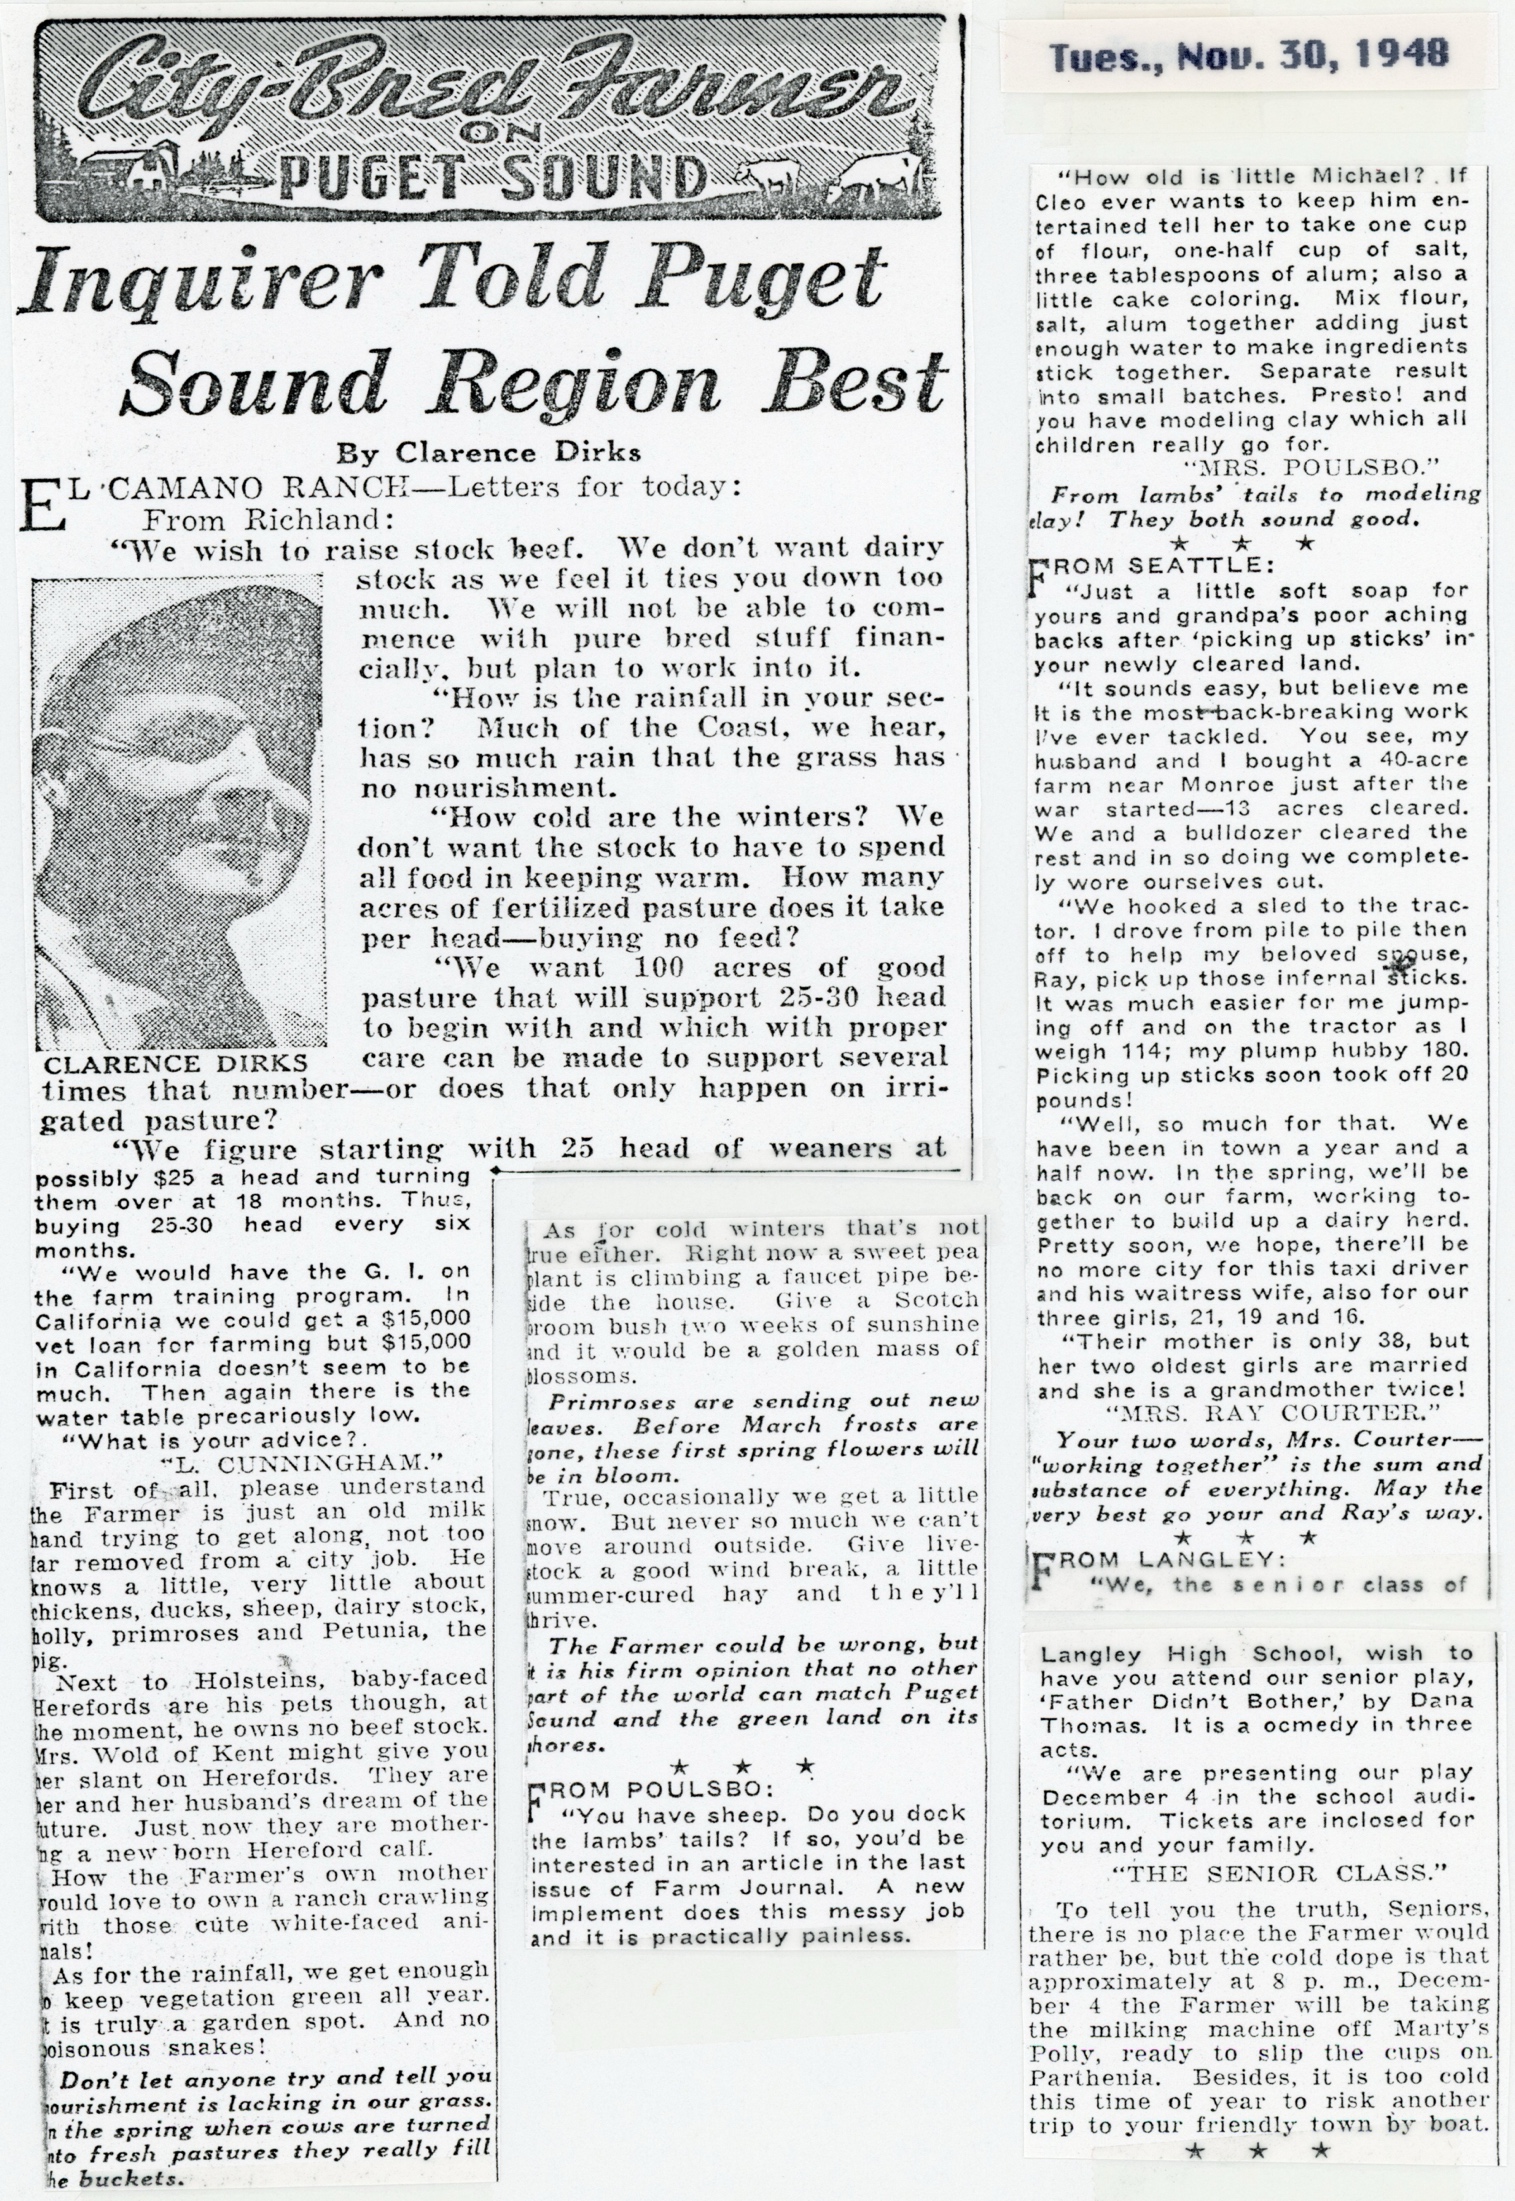 City-Bred Farmer
ON
PUGET SOUND
Tues., Nov. 30, 1948
Inquirer Told Puget
Sound Region Best
By Clarence Dirks
EL CAMANO RANCH—Letters for today:
From Richland:
"We wish to raise stock beef. We don't want dairy
stock as we feel it ties you down too
much. We will not be able to com-
mence with pure bred stuff finan-
cially, but plan to work into it.
"How is the rainfall in your sec-
tion? Much of the Coast, we hear,
has so much rain that the grass has
no nourishment.
"How cold are the winters? We
don't want the stock to have to spend
all food in keeping warm. How many
acres of fertilized pasture does it take
per head—buying no feed?
"We want 100 acres of good
pasture that will support 25-30 head
to begin with and which with proper
CLARENCE DIRKS
care can be made to support several
times that number—or does that only happen on irri-
gated pasture?
"We figure starting with 25 head of weaners at
possibly $25 a head and turning
them over at 18 months. Thus,
buying 25-30 head every six
months.
"We would have the G. I. on
the farm training program. In
California we could get a $15,000
vet loan for farming but $15,000
in California doesn't seem to be
much. Then again there is the
water table precariously low.
"What is your advice?.
"L. CUNNINGHAM."
First of all, please understand
the Farmer is just an old milk
hand trying to get along, not too
far removed from a city job. He
knows a little, very little about
chickens, ducks, sheep, dairy stock,
holly, primroses and Petunia, the
pig.
Next to Holsteins, baby-faced
Herefords are his pets though, at
the moment, he owns no beef stock.
Mrs. Wold of Kent might give you
her slant on Herefords. They are
her and her husband's dream of the
future. Just now they are mother-
ing a new born Hereford calf.
How the Farmer's own mother
would love to own a ranch crawling
with those cute white-faced ani-
mals!
As for the rainfall, we get enough
to keep vegetation green all year.
It is truly a garden spot. And no
poisonous snakes!
Don't let anyone try and tell you
nourishment is lacking in our grass.
In the spring when cows are turned
into fresh pastures they really fill
the buckets.
As for cold winters that's not
true either. Right now a sweet pea
plant is climbing a faucet pipe be-
side the house. Give a Scotch
broom bush two weeks of sunshine
and it would be a golden mass of
blossoms.
Primroses are sending out new
leaves. Before March frosts are
gone, these first spring flowers will
be in bloom.
True, occasionally we get a little
snow. But never so much we can't
move around outside. Give live-
stock a good wind break, a little
summer-cured hay and they'll
thrive.
The Farmer could be wrong, but
it is his firm opinion that no other
part of the world can match Puget
Sound and the green land on its
shores.
★ ★ ★
FROM POULSBO:
"You have sheep. Do you dock
the lambs' tails? If so, you'd be
interested in an article in the last
issue of Farm Journal. A new
implement does this messy job
and it is practically painless.
"How old is little Michael? If
Cleo ever wants to keep him en-
tertained tell her to take one cup
of flour, one-half cup of salt,
three tablespoons of alum; also a
little cake coloring. Mix flour,
salt, alum together adding just
enough water to make ingredients
stick together. Separate result
into small batches. Presto! and
you have modeling clay which all
children really go for.
"MRS. POULSBO."
From lambs' tails to modeling
clay! They both sound good.
★ ★ ★
FROM SEATTLE:
"Just a little soft soap for
yours and grandpa's poor aching
backs after 'picking up sticks' in
your newly cleared land.
"It sounds easy, but believe me
it is the most back-breaking work
I've ever tackled. You see, my
husband and I bought a 40-acre
farm near Monroe just after the
war started—13 acres cleared.
We and a bulldozer cleared the
rest and in so doing we complete-
ly wore ourselves out.
"We hooked a sled to the trac-
tor. I drove from pile to pile then
off to help my beloved spouse,
Ray, pick up those infernal sticks.
It was much easier for me jump-
ing off and on the tractor as I
weigh 114; my plump hubby 180.
Picking up sticks soon took off 20
pounds!
"Well, so much for that. We
have been in town a year and a
half now. In the spring, we'll be
back on our farm, working to-
gether to build up a dairy herd.
Pretty soon, we hope, there'll be
no more city for this taxi driver
and his waitress wife, also for our
three girls, 21, 19 and 16.
"Their mother is only 38, but
her two oldest girls are married
and she is a grandmother twice!
"MRS. RAY COURTER."
Your two words, Mrs. Courter—
"working together" is the sum and
substance of everything. May the
very best go your and Ray's way.
★ ★ ★
FROM LANGLEY:
"We, the senior class of
Langley High School, wish to
have you attend our senior play,
'Father Didn't Bother,' by Dana
Thomas. It is a ocmedy in three
acts.
"We are presenting our play
December 4 in the school audi-
torium. Tickets are inclosed for
you and your family.
"THE SENIOR CLASS."
To tell you the truth, Seniors,
there is no place the Farmer would
rather be, but the cold dope is that
approximately at 8 p. m., Decem-
ber 4 the Farmer will be taking
the milking machine off Marty's
Polly, ready to slip the cups on
Parthenia. Besides, it is too cold
this time of year to risk another
trip to your friendly town by boat.
★ ★ ★